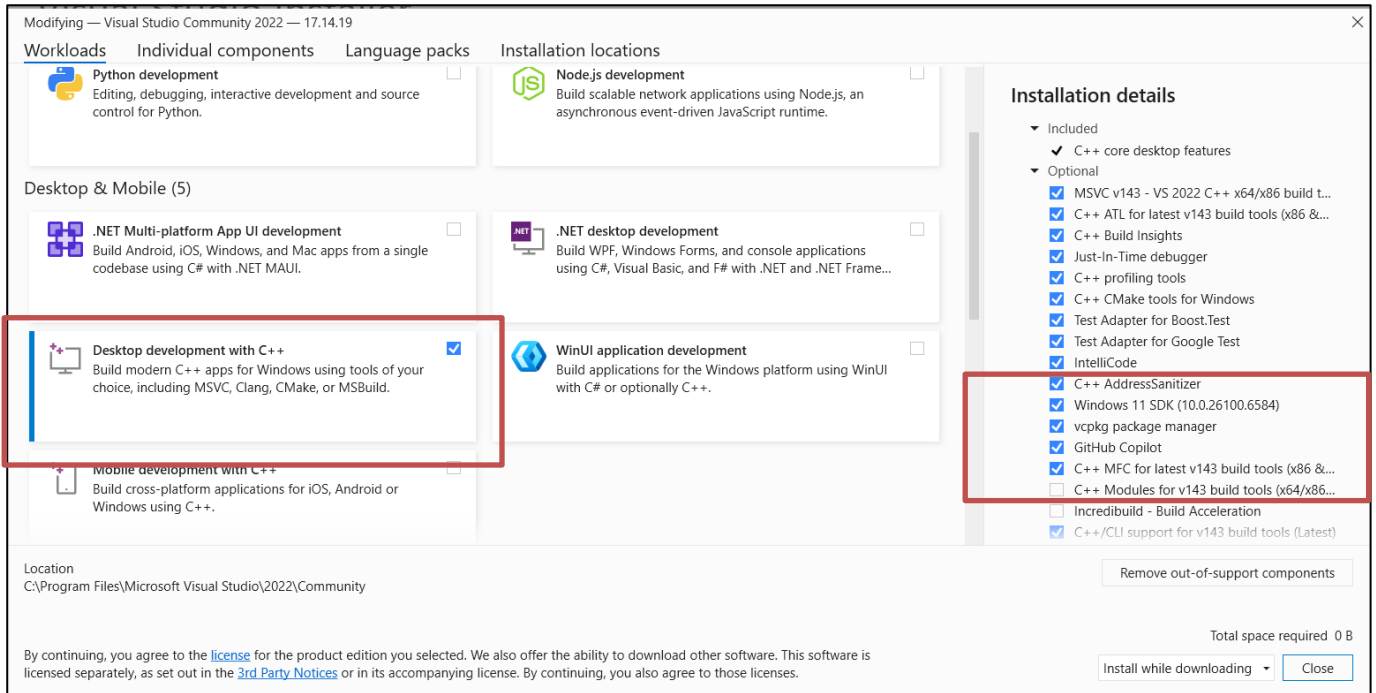 Modifying — Visual Studio Community 2022 — 17.14.19
Workloads Individual components Language packs Installation locations
Python development
Editing, debugging, interactive development and source
control for Python.
Node.js development
Build scalable network applications using Node.js, an
asynchronous event-driven JavaScript runtime.
Desktop & Mobile (5)
.NET Multi-platform App UI development
Build Android, iOS, Windows, and Mac apps from a single
codebase using C# with .NET MAUI.
.NET
.NET desktop development
Build WPF, Windows Forms, and console applications
using C#, Visual Basic, and F# with .NET and .NET Frame...
Desktop development with C++
Build modern C++ apps for Windows using tools of your
choice, including MSVC, Clang, CMake, or MSBuild.
WinUI application development
Build applications for the Windows platform using WinUI
with C# or optionally C++.
Mobile development with C++
Build cross-platform applications for iOS, Android or
Windows using C++.
Installation details
Included
C++ core desktop features
Optional
MSVC v143 - VS 2022 C++ x64/x86 build t...
C++ ATL for latest v143 build tools (x86 &...
C++ Build Insights
Just-In-Time debugger
C++ profiling tools
C++ CMake tools for Windows
Test Adapter for Boost.Test
Test Adapter for Google Test
IntelliCode
C++ AddressSanitizer
Windows 11 SDK (10.0.26100.6584)
vcpkg package manager
GitHub Copilot
C++ MFC for latest v143 build tools (x86 &...
C++ Modules for v143 build tools (x64/x86...
Incredibuild - Build Acceleration
C++/CLI support for v143 build tools (Latest)
Location
C:\Program Files\Microsoft Visual Studio\2022\Community
Remove out-of-support components
Total space required 0 B
By continuing, you agree to the license for the product edition you selected. We also offer the ability to download other software. This software is
licensed separately, as set out in the 3rd Party Notices or in its accompanying license. By continuing, you also agree to those licenses.
Install while downloading
Close